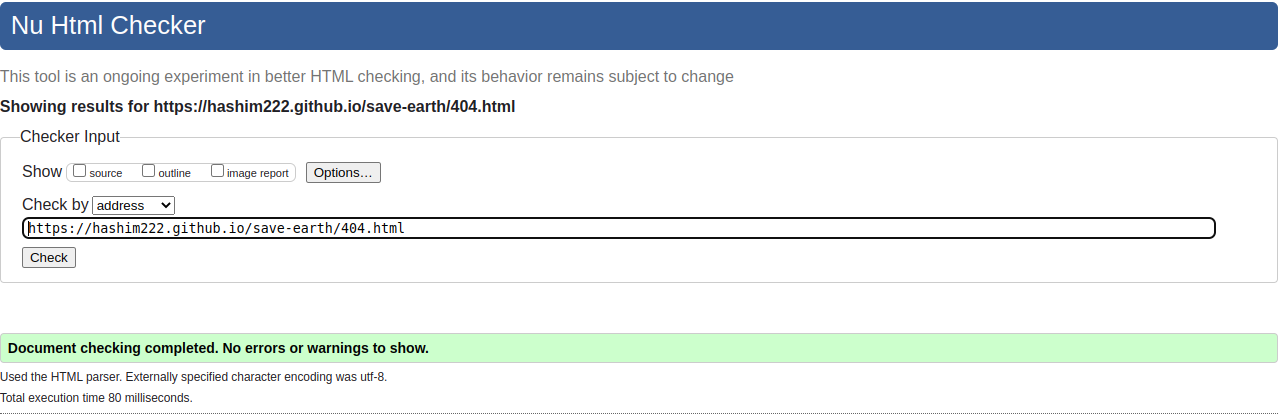 Nu Html Checker
This tool is an ongoing experiment in better HTML checking, and its behavior remains subject to change
Showing results for https://hashim222.github.io/save-earth/404.html
Checker Input
Show source outline image report Options...
Check by address
https://hashim222.github.io/save-earth/404.html
Check
Document checking completed. No errors or warnings to show.
Used the HTML parser. Externally specified character encoding was utf-8.
Total execution time 80 milliseconds.